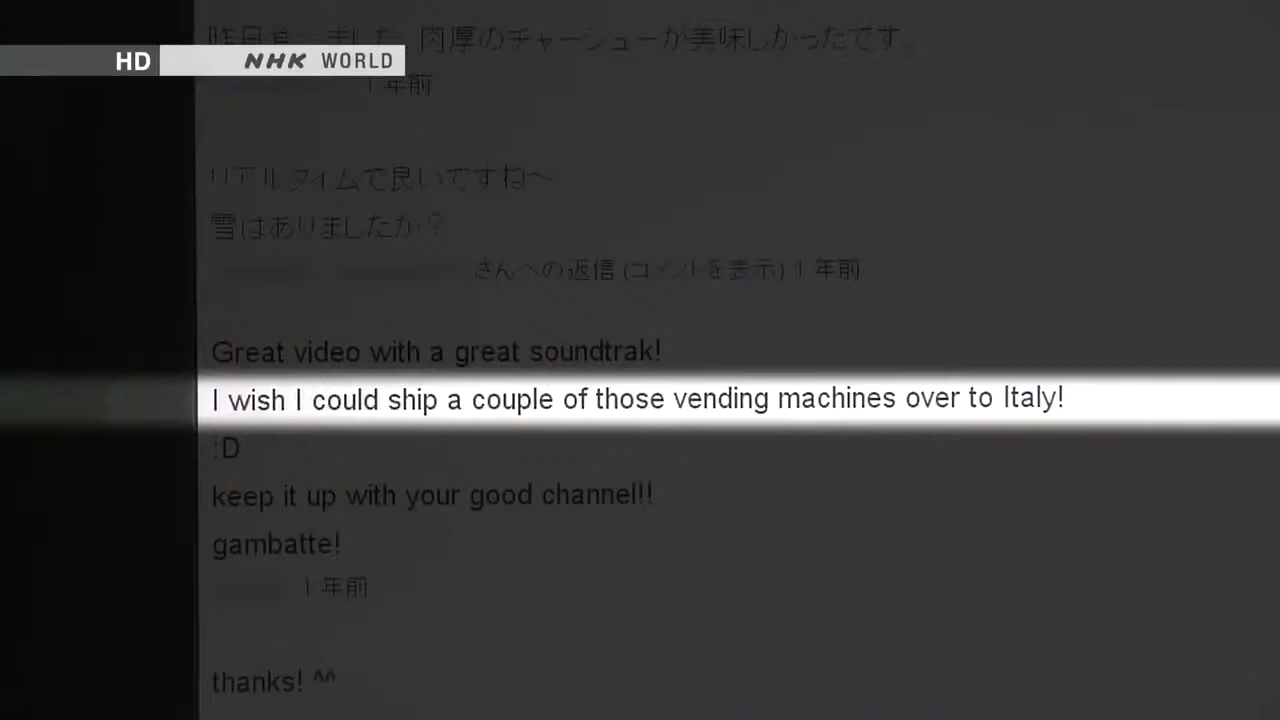 昨日 ました、肉厚のチャーシューが美味しかったです。
HD NHK WORLD
1 年前
リアルタイムで良いですね〜
雪はありましたか？
さんへの返信 (コメントを表示) 1 年前
Great video with a great soundtrak!
I wish I could ship a couple of those vending machines over to Italy!
:D
keep it up with your good channel!!
gambatte!
1 年前
thanks! ^^